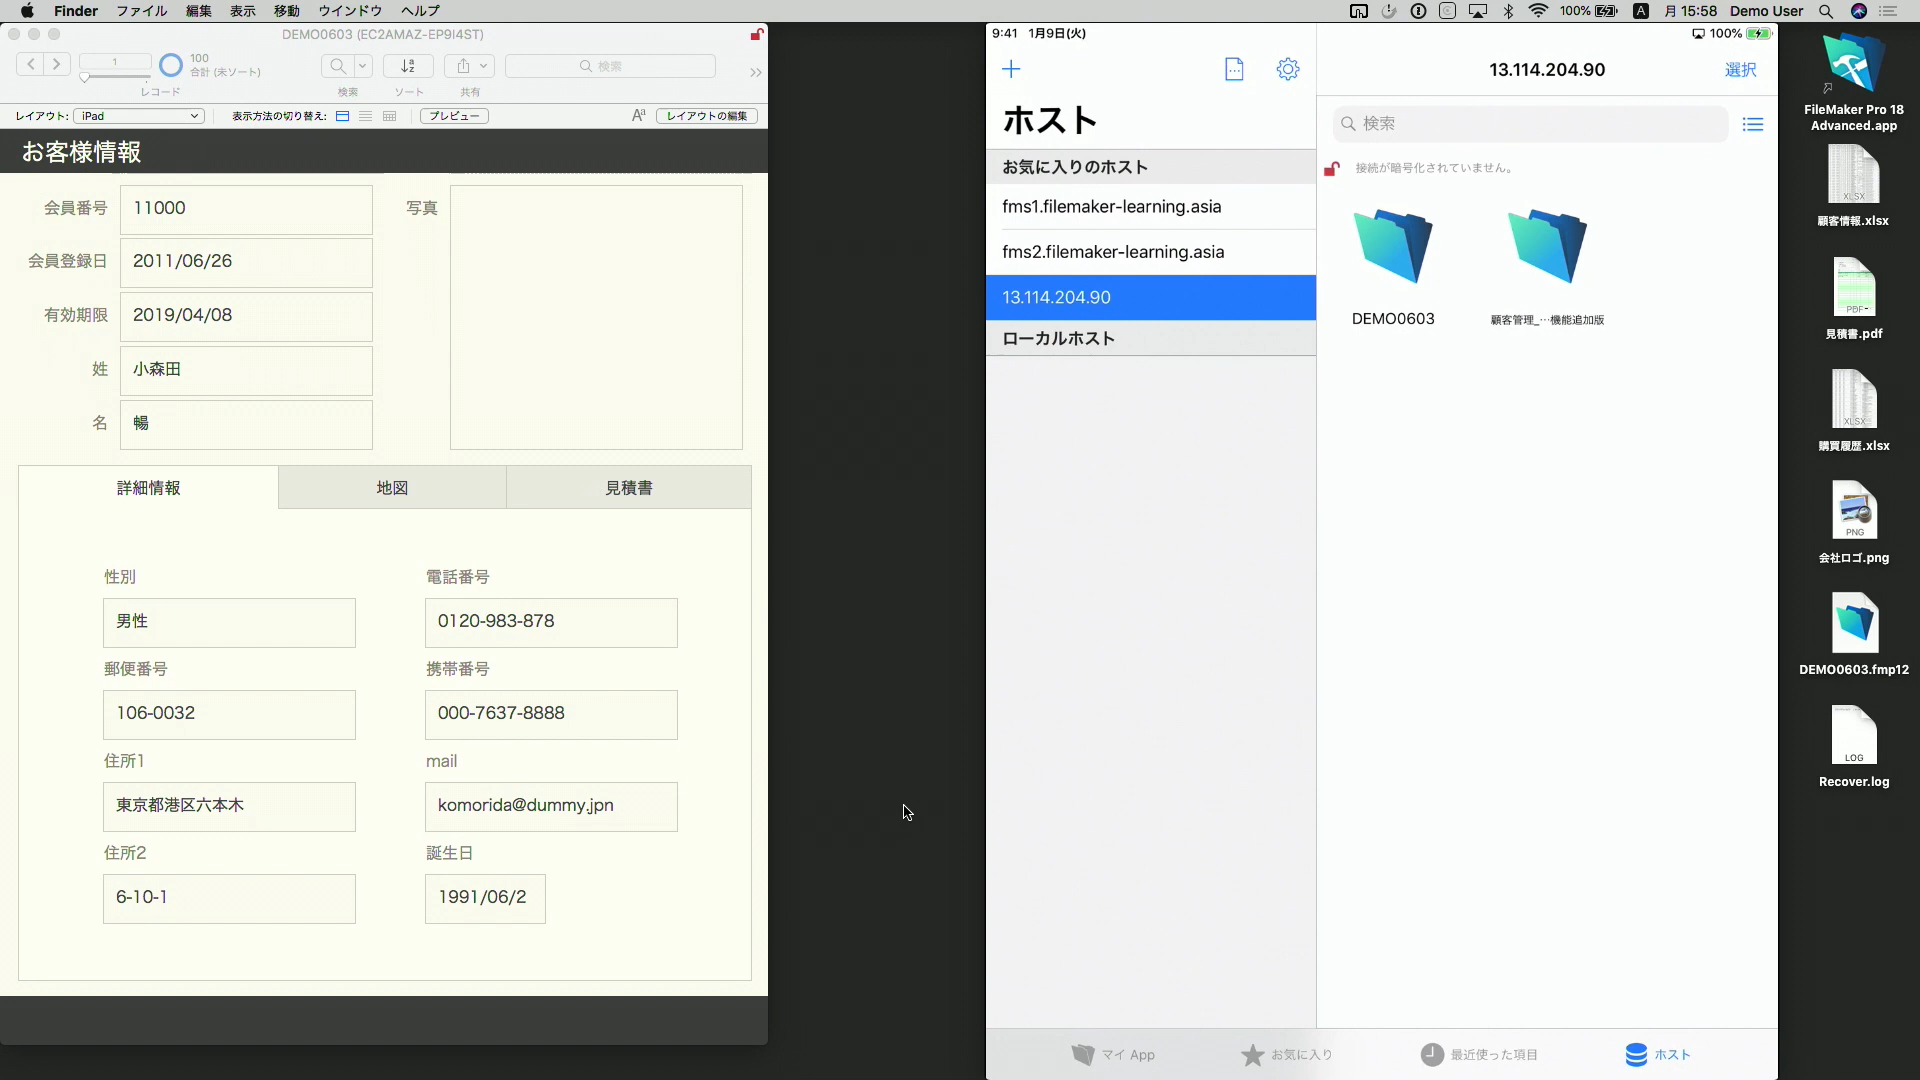 Finder ファイル 編集 表示 移動 ウインドウ ヘルプ
100% A 月 15:58 Demo User
DEMO0603 (EC2AMAZ-EP9I4ST)
1
100
合計 (未ソート)
レコード
検索
ソート
共有
検索
レイアウト: iPad
表示方法の切り替え:
プレビュー
Aª
レイアウトの編集
お客様情報
会員番号 11000
写真
会員登録日 2011/06/26
有効期限 2019/04/08
姓 小森田
名 暢
詳細情報 地図 見積書
性別
男性
電話番号
0120-983-878
郵便番号
106-0032
携帯番号
000-7637-8888
住所1
東京都港区六本木
mail
komorida@dummy.jpn
住所2
6-10-1
誕生日
1991/06/2
9:41 1月9日(火)
100%
ホスト
お気に入りのホスト
fms1.filemaker-learning.asia
fms2.filemaker-learning.asia
13.114.204.90
ローカルホスト
13.114.204.90
選択
検索
接続が暗号化されていません。
DEMO0603
顧客管理_…機能追加版
マイ App
お気に入り
最近使った項目
ホスト
FileMaker Pro 18
Advanced.app
XLSX
顧客情報.xlsx
PDF
見積書.pdf
XLSX
購買履歴.xlsx
PNG
会社ロゴ.png
DEMO0603.fmp12
LOG
Recover.log